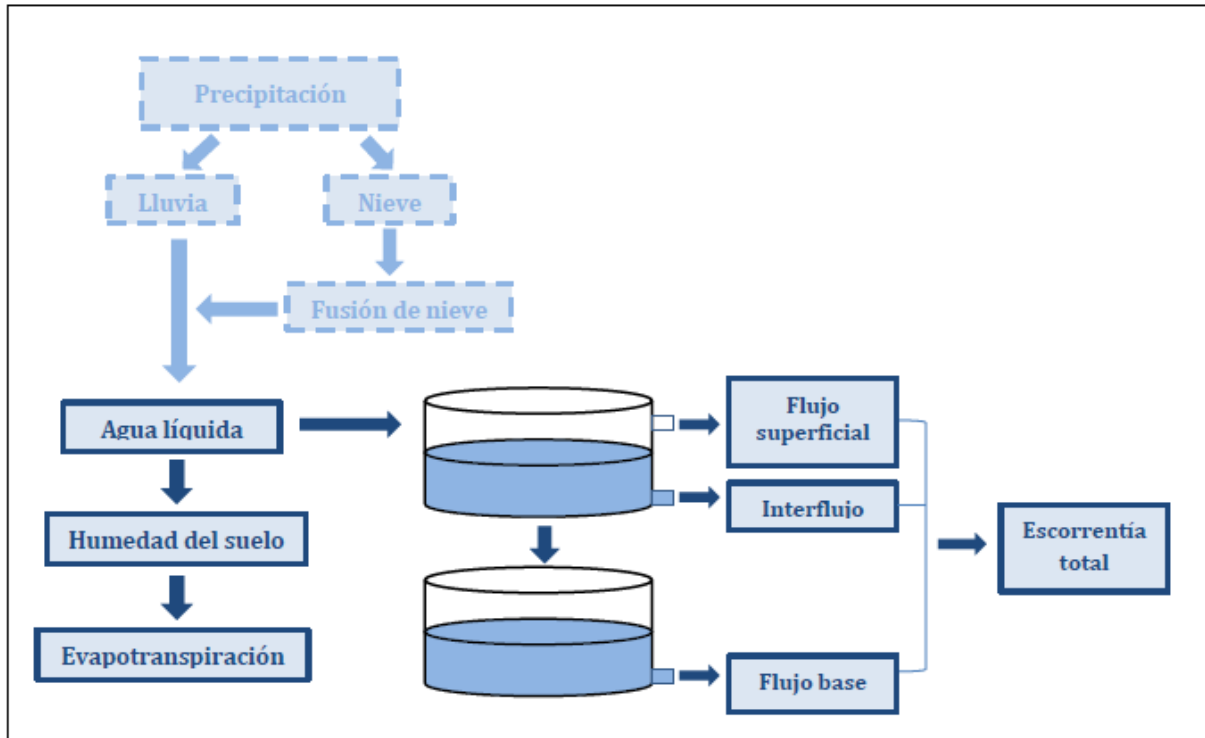 Precipitación
Lluvia
Nieve
Fusión de nieve
Agua líquida
Flujo
superficial
Interflujo
Humedad del suelo
Escorrentía
total
Evapotranspiración
Flujo base